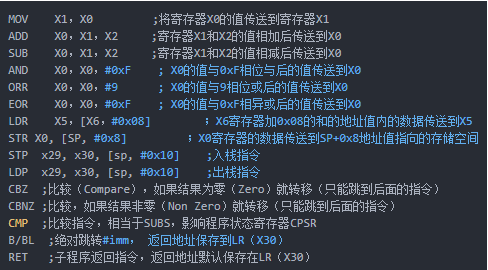 MOV X1，X0 ;将寄存器X0的值传送到寄存器X1
ADD X0，X1，X2 ;寄存器X1和X2的值相加后传送到X0
SUB X0，X1，X2 ;寄存器X1和X2的值相减后传送到X0
AND X0，X0，#0xF ; X0的值与0xF相位与后的值传送到X0
ORR X0，X0，#9 ; X0的值与9相位或后的值传送到X0
EOR X0，X0，#0xF ; X0的值与0xF相异或后的值传送到X0
LDR X5，[X6，#0x08] ；X6寄存器加0x08的和的地址值内的数据传送到X5
STR X0, [SP, #0x8] ；X0寄存器的数据传送到SP+0x8地址值指向的存储空间
STP x29, x30, [sp, #0x10] ;入栈指令
LDP x29, x30, [sp, #0x10] ;出栈指令
CBZ ;比较（Compare），如果结果为零（Zero）就转移（只能跳到后面的指令）
CBNZ ;比较，如果结果非零（Non Zero）就转移（只能跳到后面的指令）
CMP ;比较指令，相当于SUBS，影响程序状态寄存器CPSR
B/BL ;绝对跳转#imm， 返回地址保存到LR（X30）
RET ;子程序返回指令，返回地址默认保存在LR（X30）